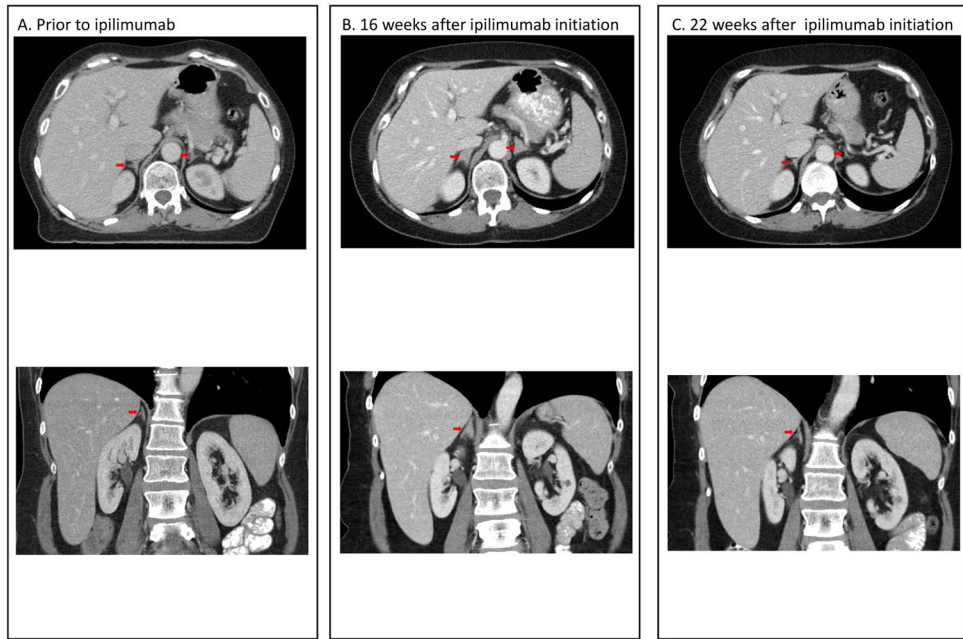 A. Prior to ipilimumab
B. 16 weeks after ipilimumab initiation
C. 22 weeks after ipilimumab initiation